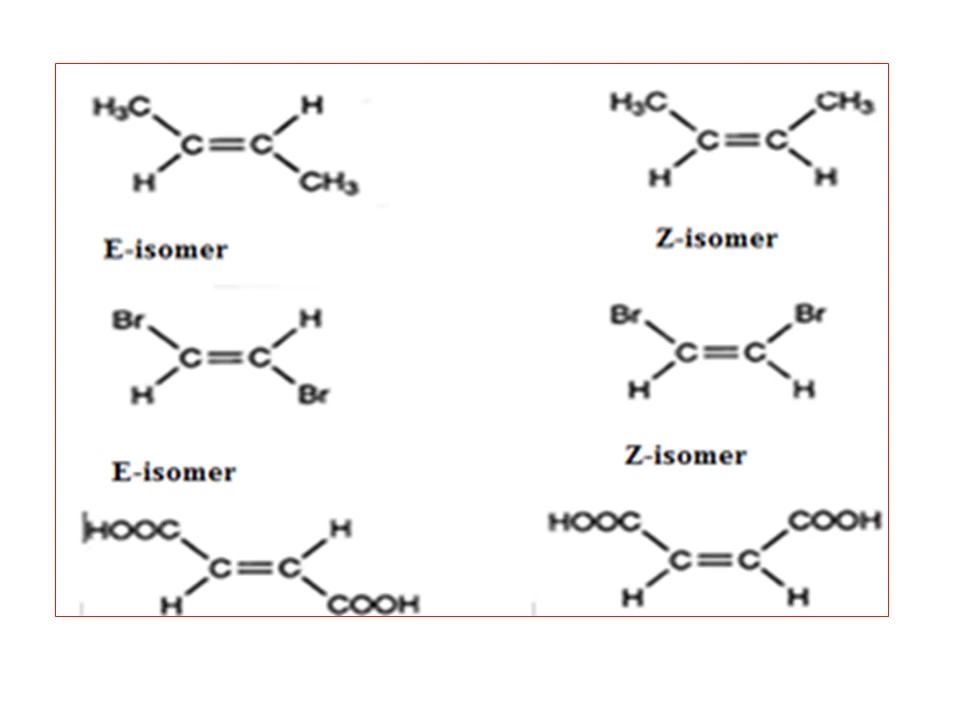 H₃C H H₃C CH₃
C=C C=C
H CH₃ H H
E-isomer Z-isomer
Br H Br Br
C=C C=C
H Br H H
E-isomer Z-isomer
HOOC H HOOC COOH
C=C C=C
H COOH H H